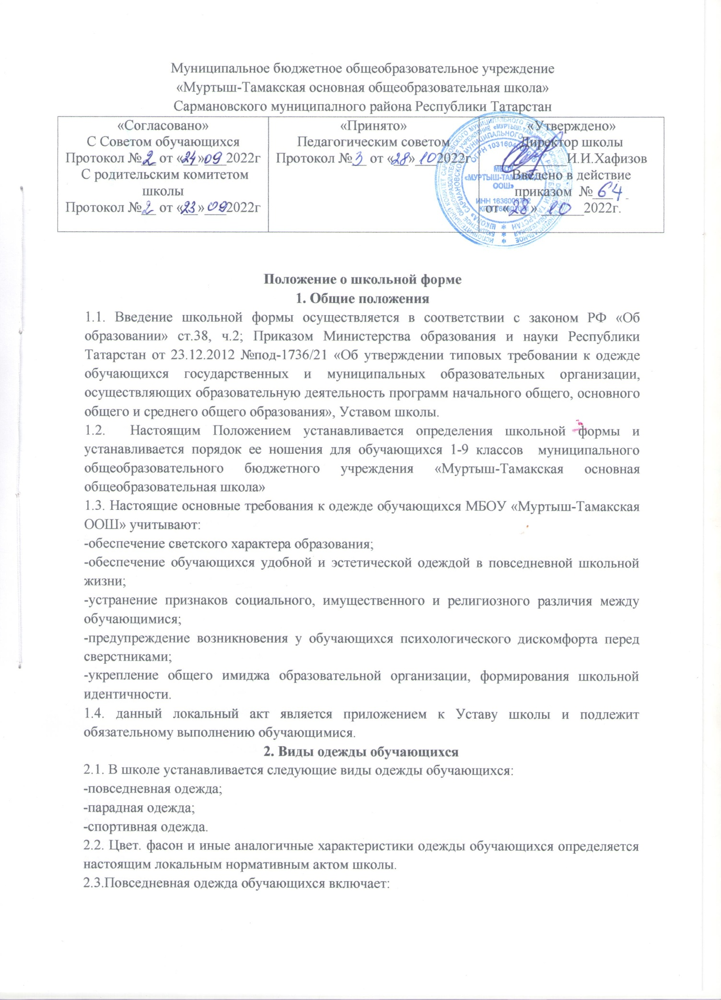 Муниципальное бюджетное общеобразовательное учреждение
«Муртыш-Тамакская основная общеобразовательная школа»
Сармановского муниципалного района Республики Татарстан
«Согласовано»
С Советом обучающихся
Протокол №2 от «24» 09 2022г
С родительским комитетом
школы
Протокол №2 от «23» 09 2022г
«Принято»
Педагогическим советом
Протокол №3 от «28» 10 2022г
«Утверждено»
Директор школы
И.И.Хафизов
Введено в действие
приказом № 64
от «28» 10 2022г.
МБОУ
«МУРТЫШ-ТАМАКСКАЯ
ООШ»
Положение о школьной форме
1. Общие положения
1.1. Введение школьной формы осуществляется в соответствии с законом РФ «Об
образовании» ст.38, ч.2; Приказом Министерства образования и науки Республики
Татарстан от 23.12.2012 №под-1736/21 «Об утверждении типовых требовании к одежде
обучающихся государственных и муниципальных образовательных организации,
осуществляющих образовательную деятельность программ начального общего, основного
общего и среднего общего образования», Уставом школы.
1.2. Настоящим Положением устанавливается определения школьной формы и
устанавливается порядок ее ношения для обучающихся 1-9 классов муниципального
общеобразовательного бюджетного учреждения «Муртыш-Тамакская основная
общеобразовательная школа»
1.3. Настоящие основные требования к одежде обучающихся МБОУ «Муртыш-Тамакская
ООШ» учитывают:
-обеспечение светского характера образования;
-обеспечение обучающихся удобной и эстетической одеждой в повседневной школьной
жизни;
-устранение признаков социального, имущественного и религиозного различия между
обучающимися;
-предупреждение возникновения у обучающихся психологического дискомфорта перед
сверстниками;
-укрепление общего имиджа образовательной организации, формирования школьной
идентичности.
1.4. данный локальный акт является приложением к Уставу школы и подлежит
обязательному выполнению обучающимися.
2. Виды одежды обучающихся
2.1. В школе устанавливается следующие виды одежды обучающихся:
-повседневная одежда;
-парадная одежда;
-спортивная одежда.
2.2. Цвет. фасон и иные аналогичные характеристики одежды обучающихся определяется
настоящим локальным нормативным актом школы.
2.3.Повседневная одежда обучающихся включает: